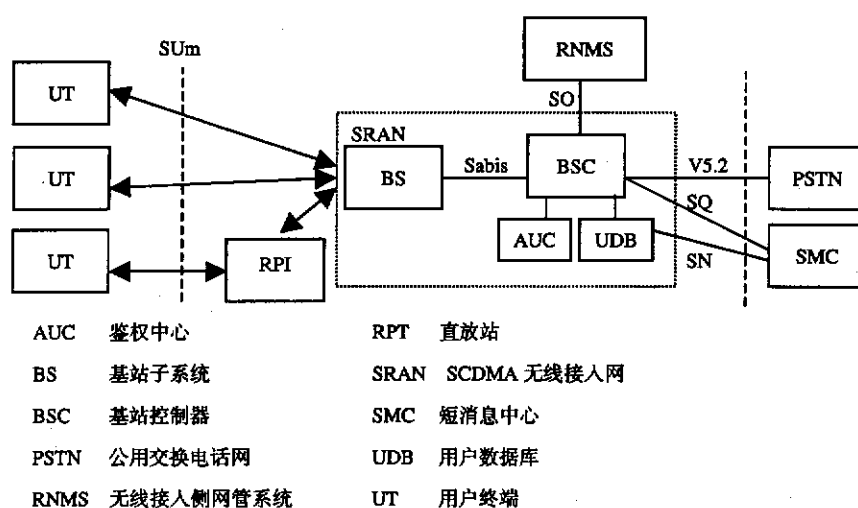 SUm
RNMS
UT
SO
SRAN
UT
BS
Sabis
BSC
V5.2
PSTN
SQ
AUC
UDB
UT
RPI
SN
SMC
AUC 鉴权中心
RPT 直放站
BS 基站子系统
SRAN SCDMA 无线接入网
BSC 基站控制器
SMC 短消息中心
PSTN 公用交换电话网
UDB 用户数据库
RNMS 无线接入侧网管系统
UT 用户终端